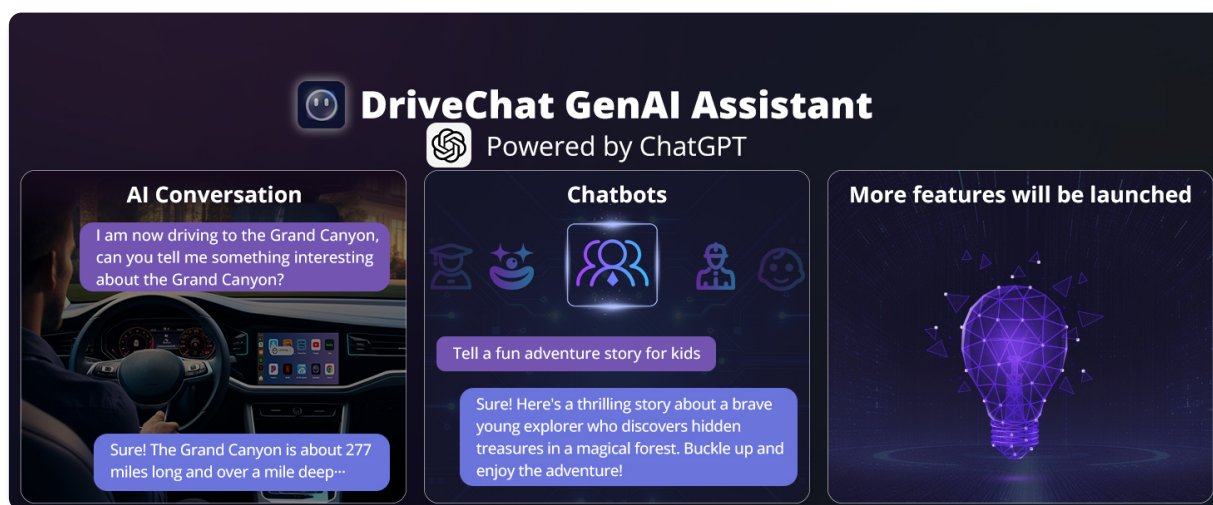 DriveChat GenAI Assistant
Powered by ChatGPT
AI Conversation
I am now driving to the Grand Canyon,
can you tell me something interesting
about the Grand Canyon?
Sure! The Grand Canyon is about 277
miles long and over a mile deep···
Chatbots
Tell a fun adventure story for kids
Sure! Here's a thrilling story about a brave
young explorer who discovers hidden
treasures in a magical forest. Buckle up and
enjoy the adventure!
More features will be launched